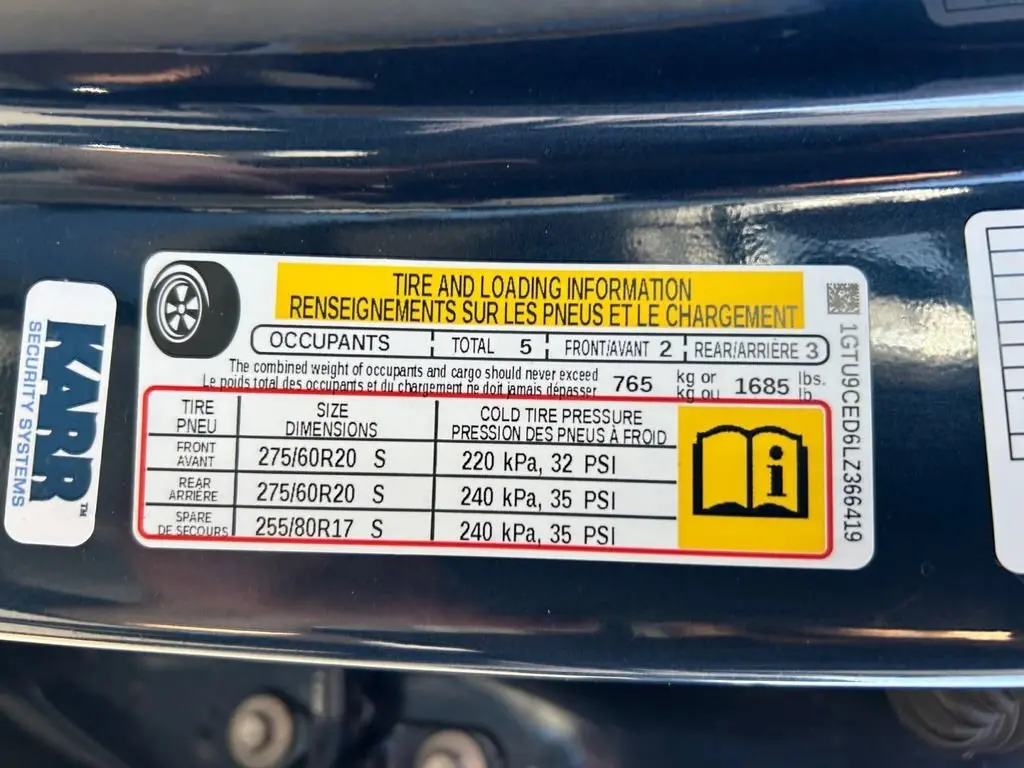 TIRE AND LOADING INFORMATION
RENSEIGNEMENTS SUR LES PNEUS ET LE CHARGEMENT
OCCUPANTS TOTAL 5 FRONT/AVANT 2 REAR/ARRIÈRE 3
The combined weight of occupants and cargo should never exceed
Le poids total des occupants et du chargement ne doit jamais dépasser
765 kg or kg ou 1685 lbs. lb
TIRE SIZE COLD TIRE PRESSURE
PNEU DIMENSIONS PRESSION DES PNEUS À FROID
FRONT
AVANT 275/60R20 S 220 kPa, 32 PSI
REAR
ARRIÈRE 275/60R20 S 240 kPa, 35 PSI
SPARE
DE SECOURS 255/80R17 S 240 kPa, 35 PSI
i
1GTU9CED6LZ366419
KARR™
SECURITY SYSTEMS